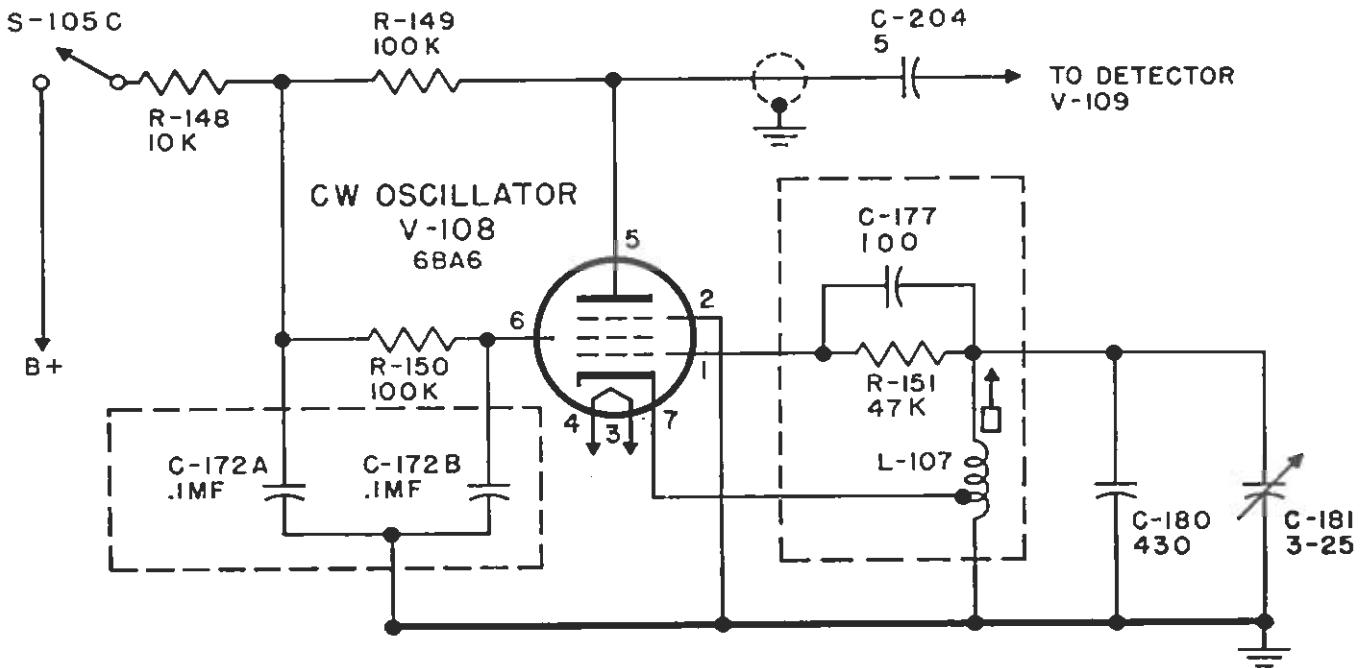 S-105C
R-149
100K
C-204
5
TO DETECTOR
V-109
R-148
10K
CW OSCILLATOR
V-108
6BA6
5
C-177
100
2
6
1
B+
R-150
100K
R-151
47K
4
3
7
C-172A
.1MF
C-172B
.1MF
L-107
C-180
430
C-181
3-25